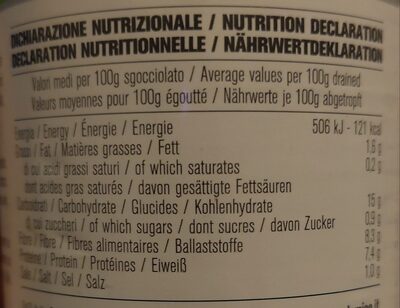 DICHIARAZIONE NUTRIZIONALE / NUTRITION DECLARATION
DÉCLARATION NUTRITIONNELLE / NÄHRWERTDEKLARATION
Valori medi per 100g sgocciolato / Average values per 100g drained
Valeurs moyennes pour 100g égoutté / Nährwerte je 100g abgetropft
Energia / Energy / Énergie / Energie 506 kJ - 121 kcal
Grassi / Fat / Matières grasses / Fett 1,6 g
di cui acidi grassi saturi / of which saturates 0,2 g
dont acides gras saturés / davon gesättigte Fettsäuren
Carboidrati / Carbohydrate / Glucides / Kohlenhydrate 15 g
di cui zuccheri / of which sugars / dont sucres / davon Zucker 0,9 g
Fibre / Fibre / Fibres alimentaires / Ballaststoffe 8,3 g
Proteine / Protein / Protéines / Eiweiß 7,4 g
Sale / Salt / Sel / Salz 1,0 g